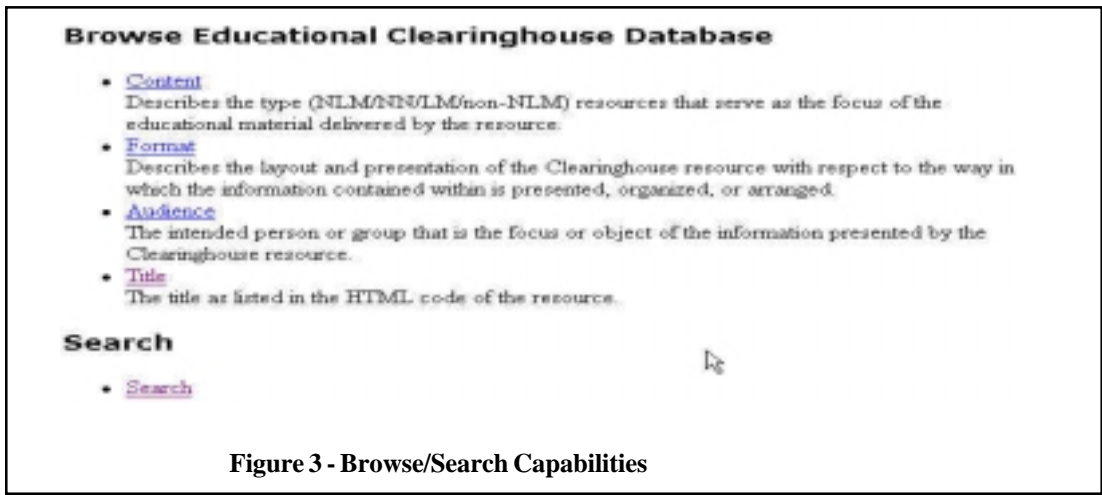 Browse Educational Clearinghouse Database
• Content
Describes the type (NLM/NN/LM/non-NLM) resources that serve as the focus of the
educational material delivered by the resource.
• Format
Describes the layout and presentation of the Clearinghouse resource with respect to the way in
which the information contained within is presented, organized, or arranged.
• Audience
The intended person or group that is the focus or object of the information presented by the
Clearinghouse resource.
• Title
The title as listed in the HTML code of the resource.
Search
• Search
Figure 3 - Browse/Search Capabilities